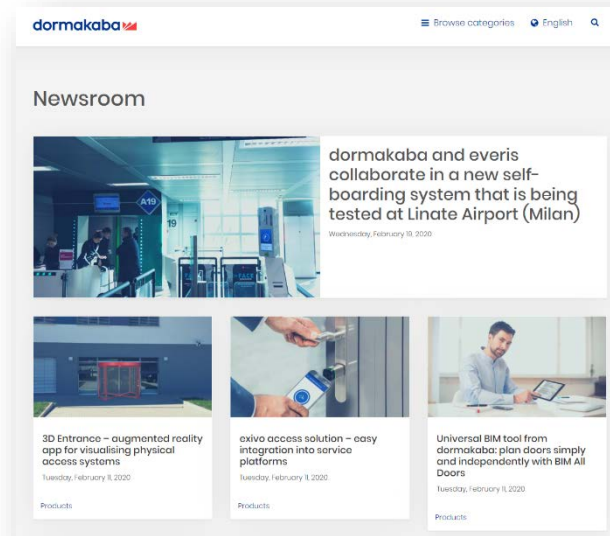 dormakaba
Browse categories
English
Newsroom
A19
19
dormakaba and everis
collaborate in a new self-
boarding system that is being
tested at Linate Airport (Milan)
Wednesday, February 19, 2020
3D Entrance – augmented reality
app for visualising physical
access systems
Tuesday, February 11, 2020
Products
exivo access solution – easy
integration into service
platforms
Tuesday, February 11, 2020
Products
Universal BIM tool from
dormakaba: plan doors simply
and independently with BIM All
Doors
Tuesday, February 11, 2020
Products